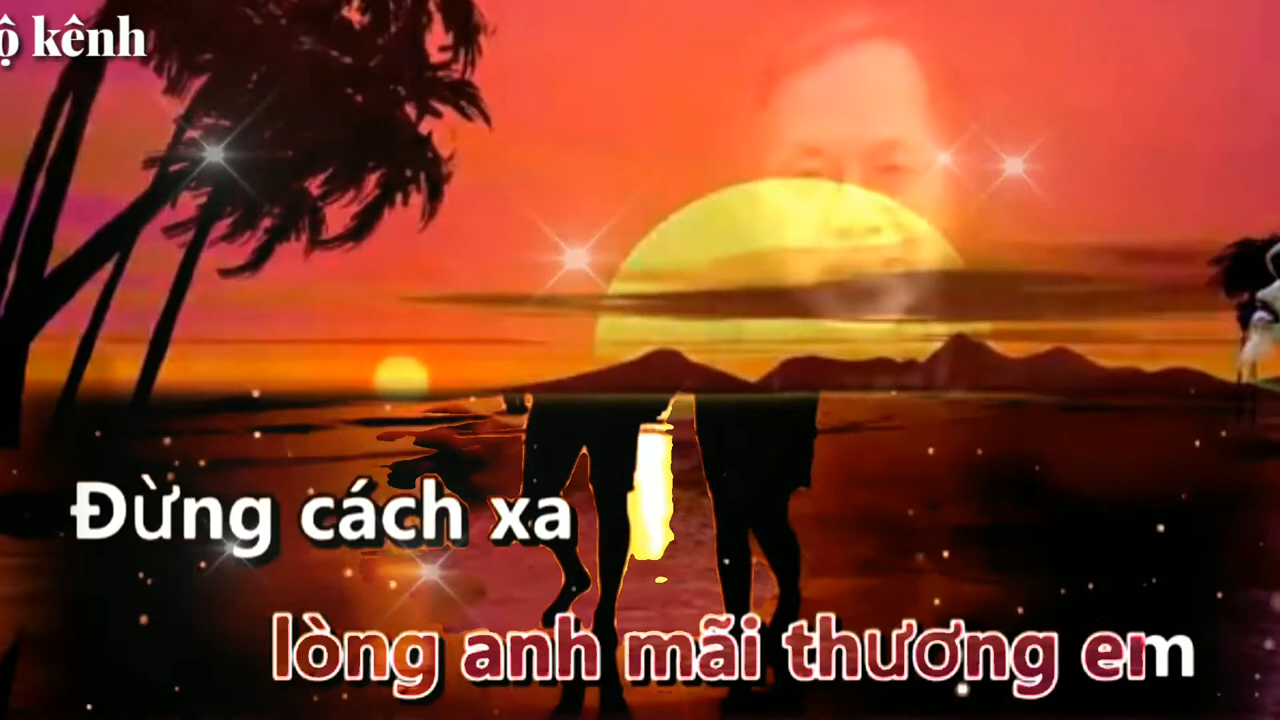 kênh
Đừng cách xa
lòng anh mãi thương em